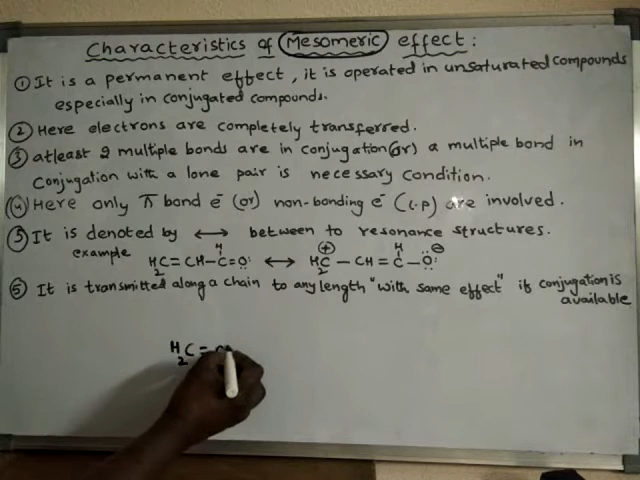 Characteristics of Mesomeric effect :
① It is a permanent effect, it is operated in unsaturated compounds
especially in conjugated compounds.
② Here electrons are completely transferred.
③ atleast 2 multiple bonds are in conjugation (or) a multiple bond in
Conjugation with a lone pair is necessary condition.
④ Here only π bond e⁻ (or) non-bonding e⁻ (l.p) are involved.
⑤ It is denoted by ↔ between to resonance structures.
example H₂C=CH-C(H)=O: ↔ H₂C⊕-CH=C(H)-O:⊖
⑤ It is transmitted along a chain to any length "with same effect" if conjugation is
available
H₂C=